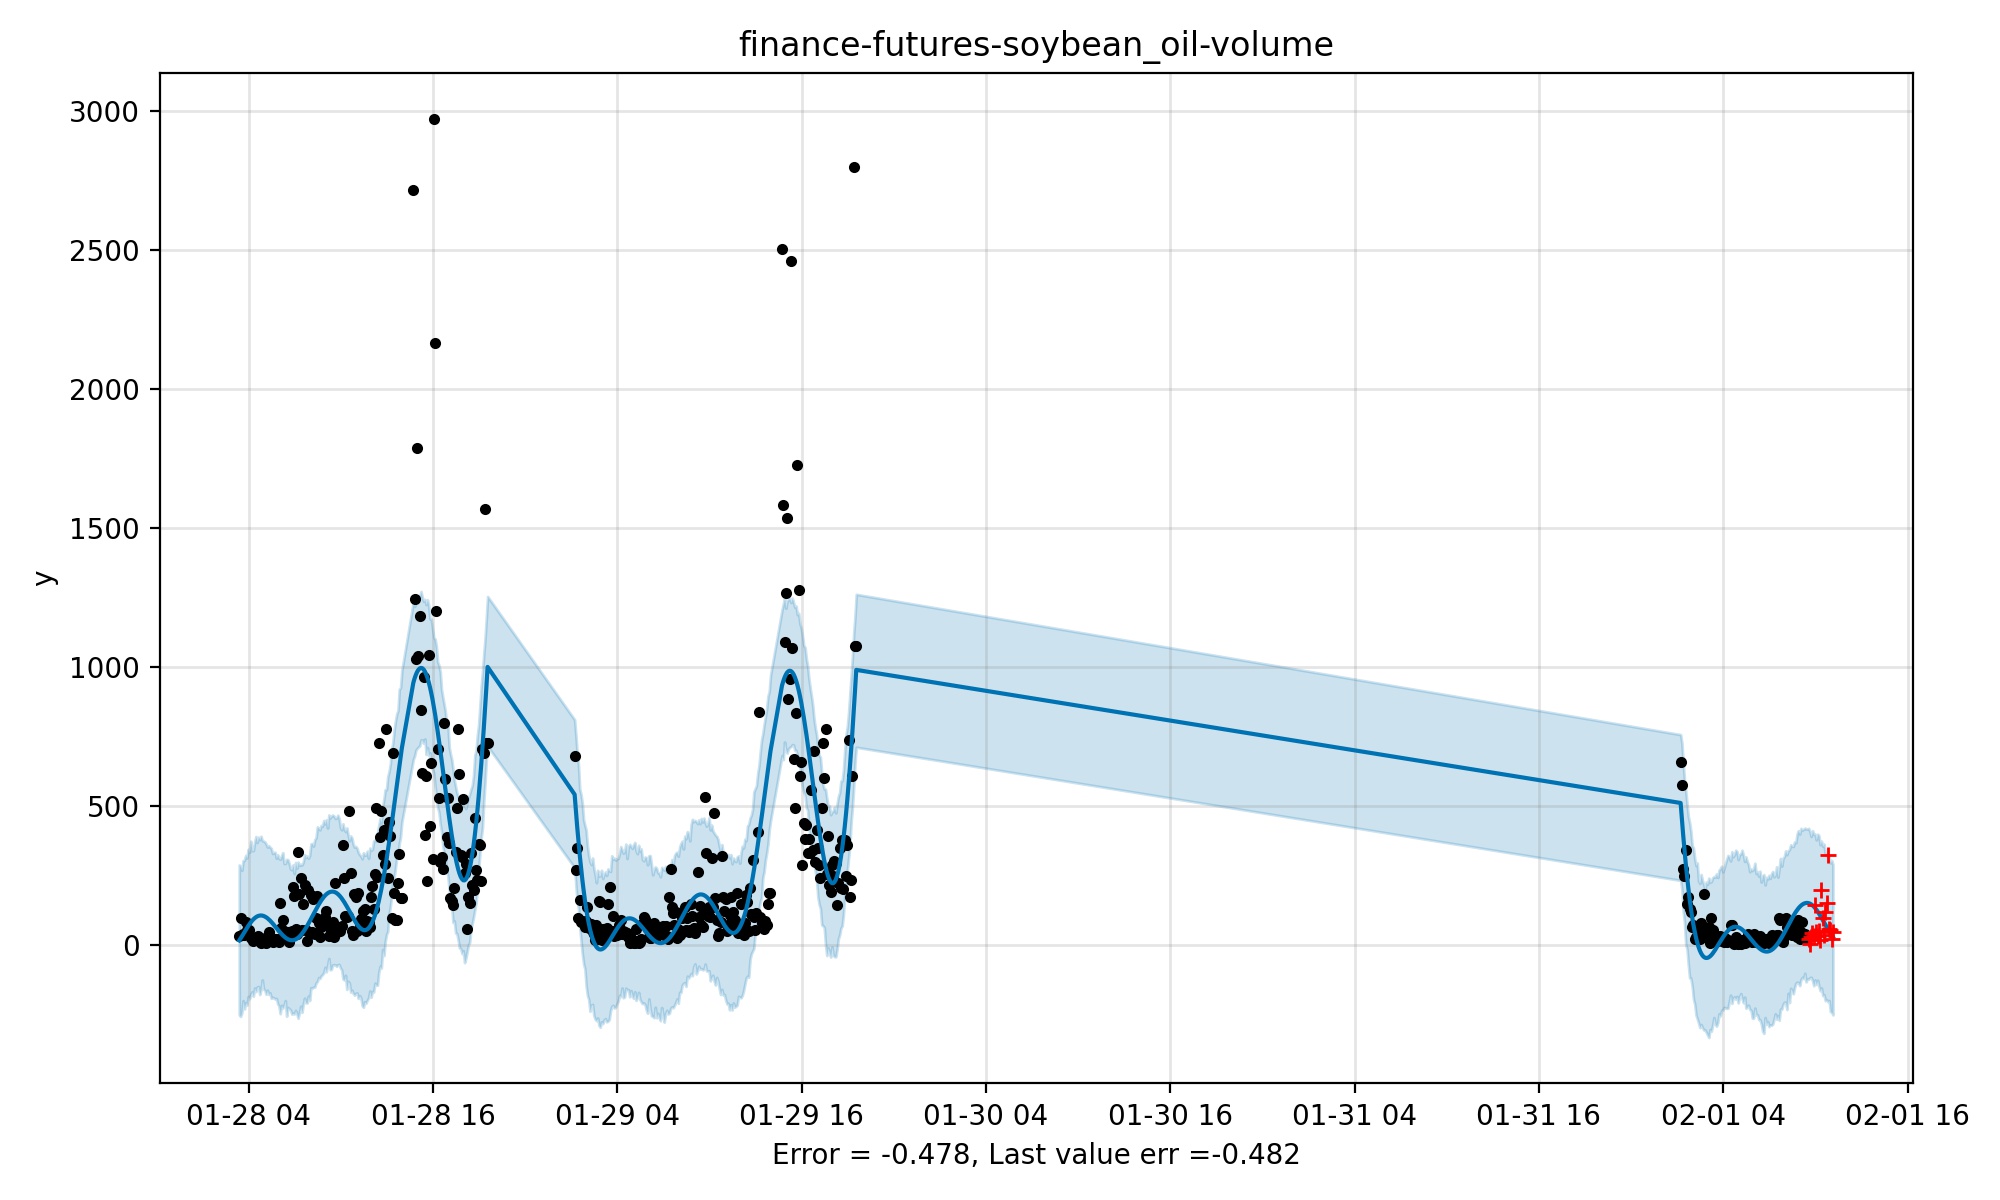 finance-futures-soybean_oil-volume
3000
2500
2000
1500
1000
500
0
y
01-28 04 01-28 16 01-29 04 01-29 16 01-30 04 01-30 16 01-31 04 01-31 16 02-01 04 02-01 16
Error = -0.478, Last value err =-0.482